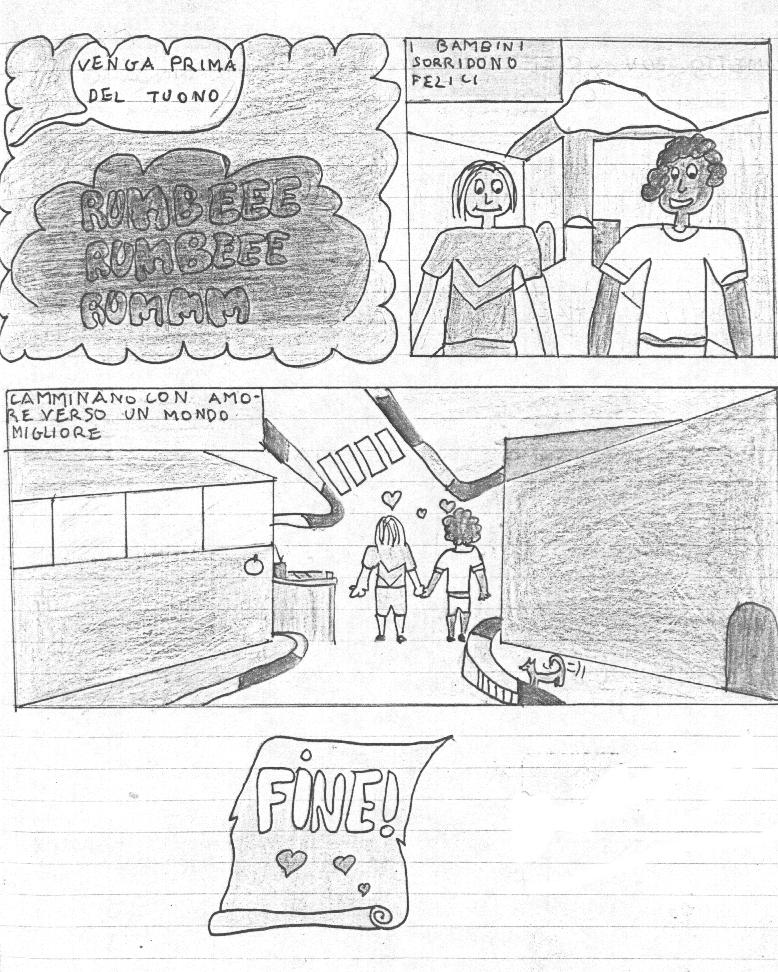 VENGA PRIMA
DEL TUONO
RUMBEEE
RUMBEEE
RUMMM
I BAMBINI
SORRIDONO
FELICI
CAMMINANO CON AMO-
RE VERSO UN MONDO
MIGLIORE
FINE!